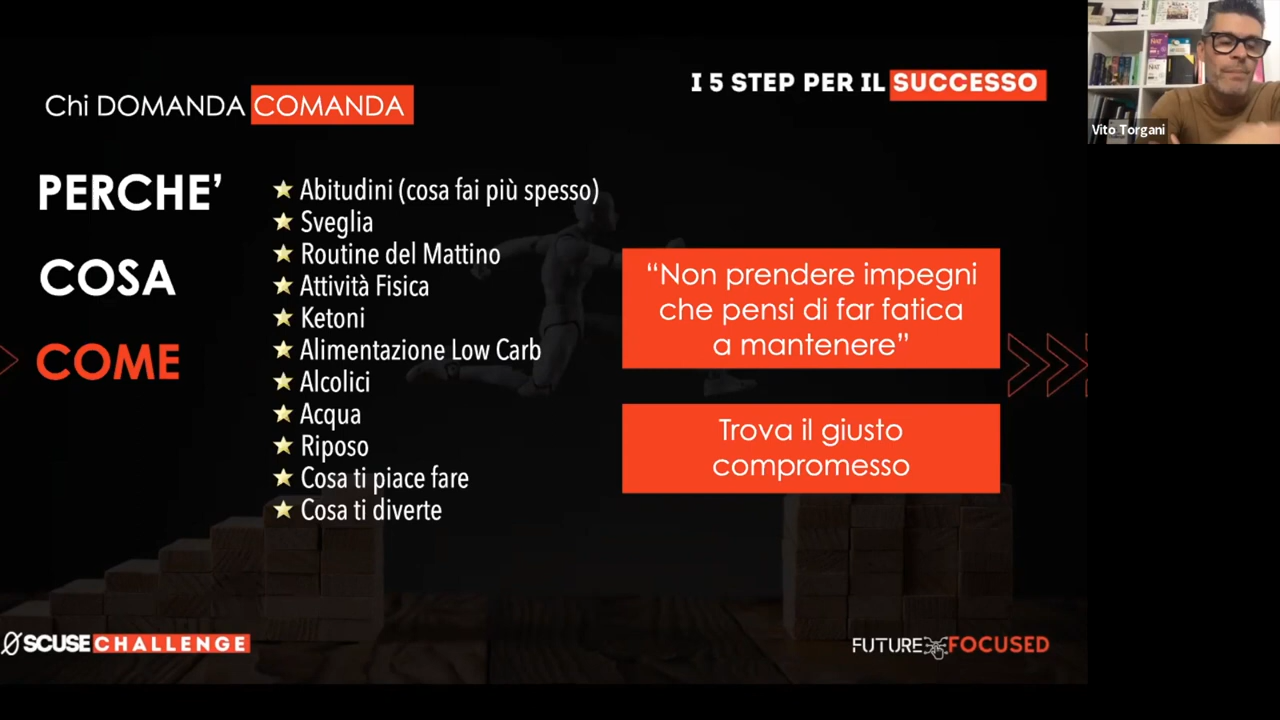 Chi DOMANDA COMANDA
I 5 STEP PER IL SUCCESSO
Vito Torgani
PERCHE'
COSA
COME
Abitudini (cosa fai più spesso)
Sveglia
Routine del Mattino
Attività Fisica
Ketoni
Alimentazione Low Carb
Alcolici
Acqua
Riposo
Cosa ti piace fare
Cosa ti diverte
“Non prendere impegni
che pensi di far fatica
a mantenere”
Trova il giusto
compromesso
ØSCUSECHALLENGE
FUTURE FOCUSED